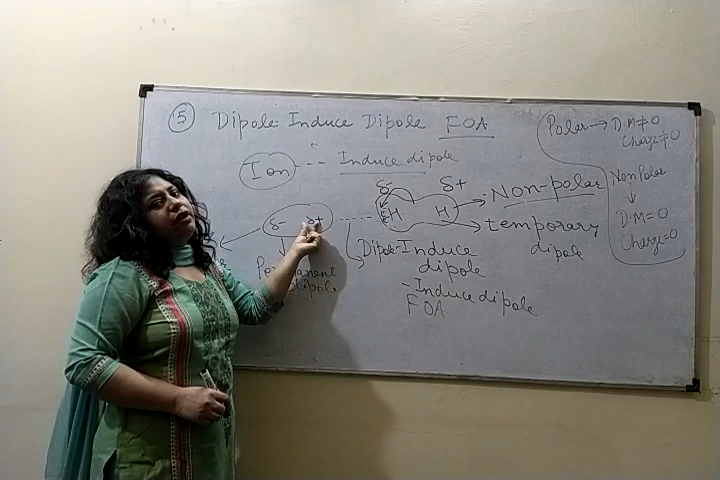 ⑤ Dipole Induce Dipole FOA
Ion --- Induce dipole
Polar → D.M≠0
Charge≠0
Non Polar
↓
D.M=0
Charge=0
δ- δ+
δ- δ+
H H
Non-polar
temporary
dipole
Permanent
dipole
Dipole-Induce
dipole
- Induce dipole
FOA